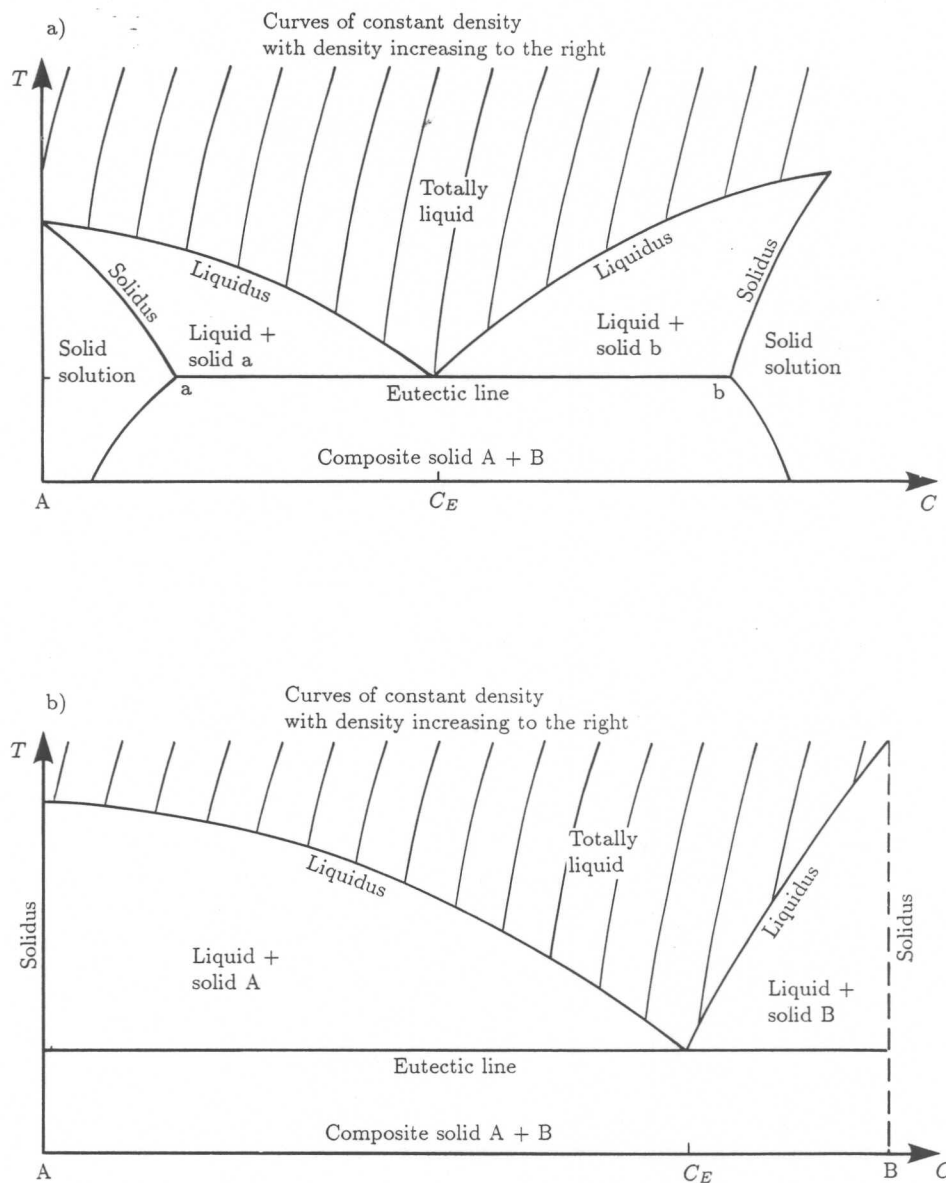 a)
Curves of constant density
with density increasing to the right
T
Totally
liquid
Liquidus
Liquidus
Solidus
Solidus
Liquid +
solid a
Liquid +
solid b
Solid
solution
Solid
solution
a
b
Eutectic line
Composite solid A + B
A
C_E
C
b)
Curves of constant density
with density increasing to the right
T
Totally
liquid
Liquidus
Liquidus
Solidus
Solidus
Liquid +
solid A
Liquid +
solid B
Eutectic line
Composite solid A + B
A
C_E
B
C